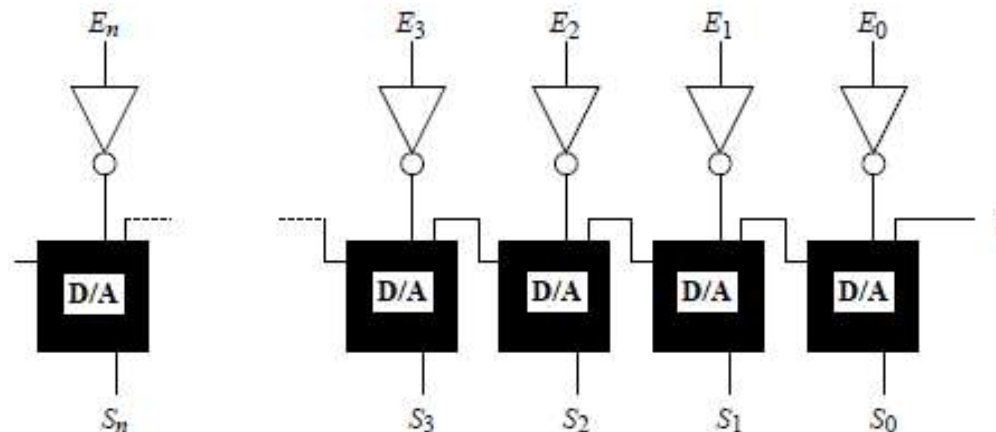 Eₙ E₃ E₂ E₁ E₀
D/A D/A D/A D/A D/A
Sₙ S₃ S₂ S₁ S₀